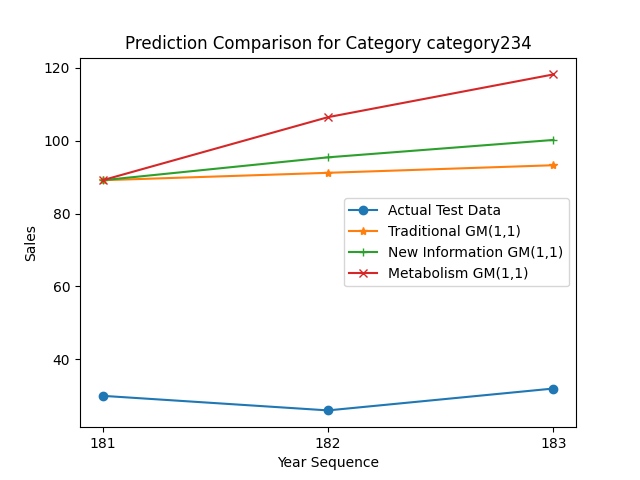 Prediction Comparison for Category category234
120
100
80
60
40
Sales
Actual Test Data
Traditional GM(1,1)
New Information GM(1,1)
Metabolism GM(1,1)
181
182
183
Year Sequence